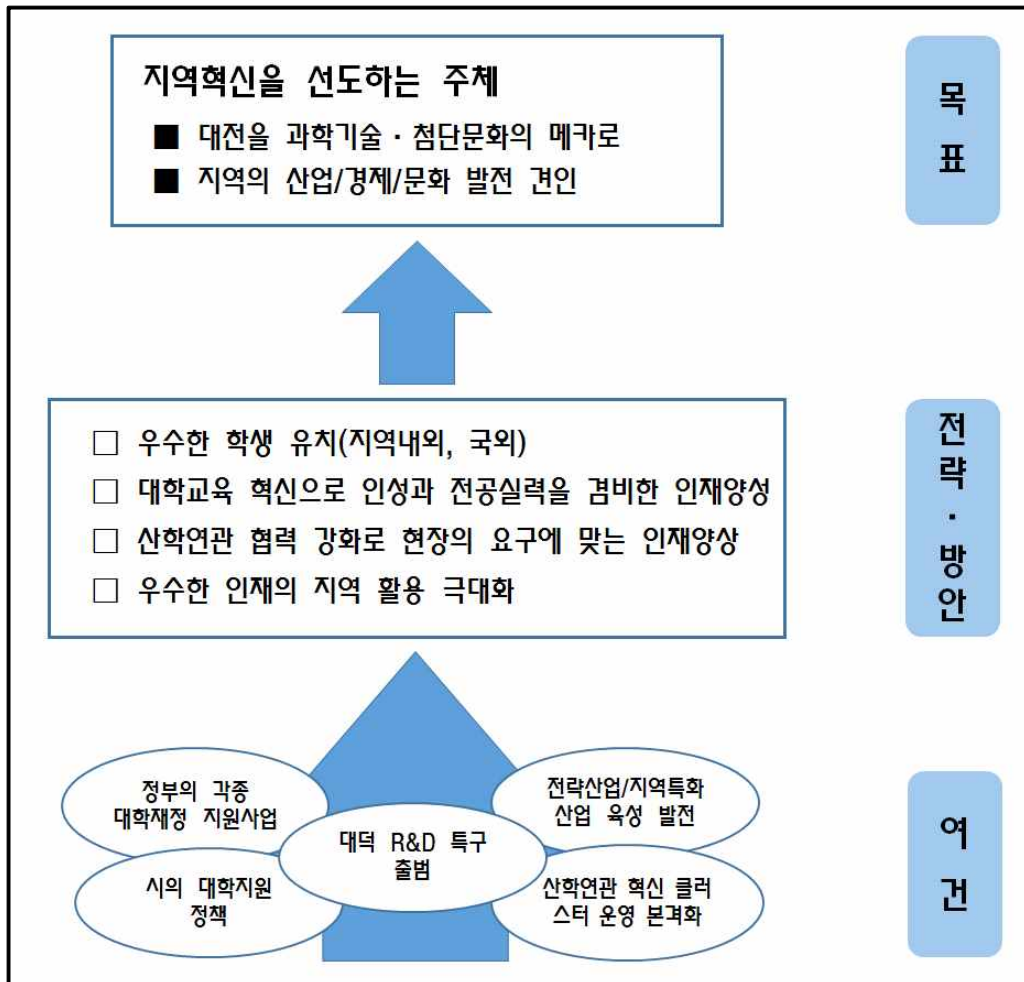 지역혁신을 선도하는 주체
■ 대전을 과학기술 · 첨단문화의 메카로
■ 지역의 산업/경제/문화 발전 견인
목
표
□ 우수한 학생 유치(지역내외, 국외)
□ 대학교육 혁신으로 인성과 전공실력을 겸비한 인재양성
□ 산학연관 협력 강화로 현장의 요구에 맞는 인재양상
□ 우수한 인재의 지역 활용 극대화
전
략
·
방
안
정부의 각종
대학재정 지원사업
전략산업/지역특화
산업 육성 발전
대덕 R&D 특구
출범
시의 대학지원
정책
산학연관 혁신 클러
스터 운영 본격화
여
건